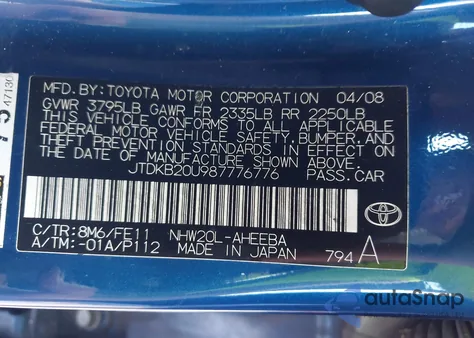 MFD.BY:TOYOTA MOTOR CORPORATION 04/08
GVWR 3795LB GAWR FR 2335LB RR 2250LB
THIS VEHICLE CONFORMS TO ALL APPLICABLE
FEDERAL MOTOR VEHICLE SAFETY,BUMPER,AND
THEFT PREVENTION STANDARDS IN EFFECT ON
THE DATE OF MANUFACTURE SHOWN ABOVE.
JTDKB20U987776776 PASS.CAR
C/TR:8M6/FE11 NHW20L-AHEEBA
A/TM:-01A/P112 MADE IN JAPAN 794 A
TOYOTA
47130
autoSnap